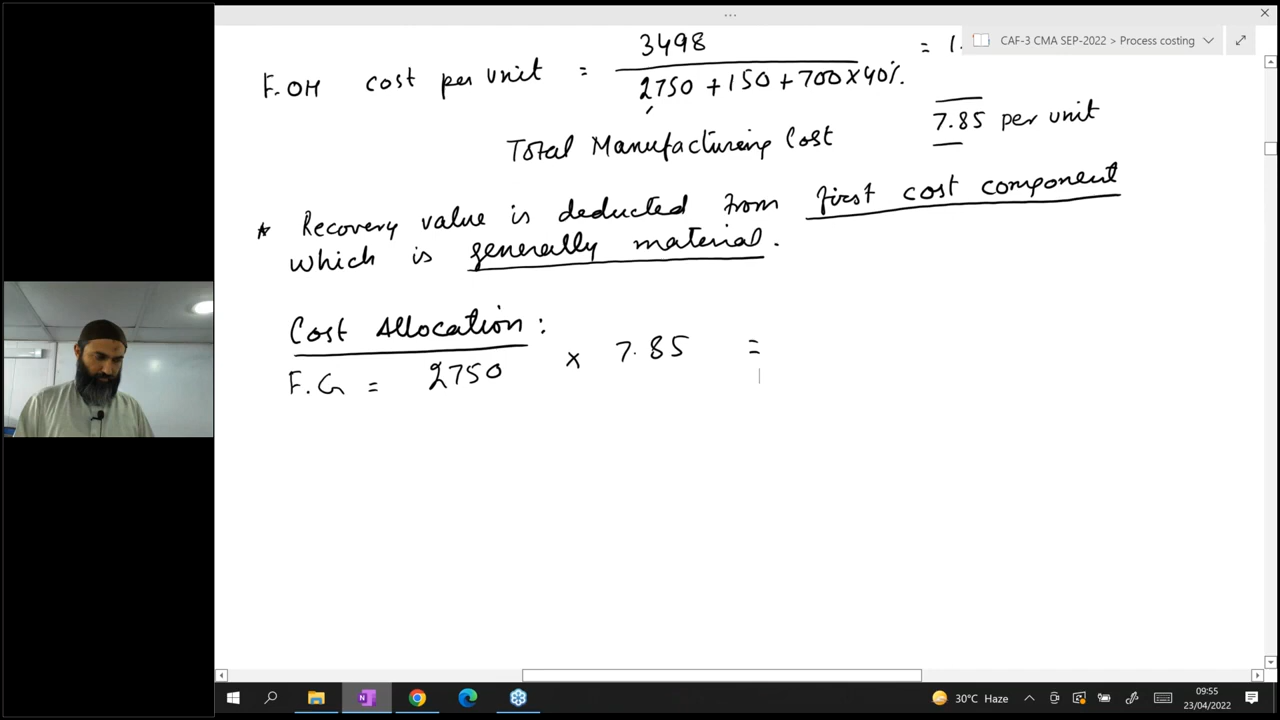 CAF-3 CMA SEP-2022 > Process costing
F.OH cost per unit = 3498 = 1.
2750 + 150 + 700 x 40%.
Total Manufacturing Cost 7.85 per unit
* Recovery value is deducted from first cost component
which is generally material.
Cost Allocation:
F.G = 2750 x 7.85 =
30°C Haze
09:55
23/04/2022